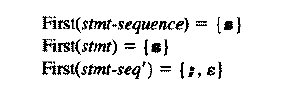 First(stmt-sequence) = {s}
First(stmt) = {s}
First(stmt-seq') = {;, ε}